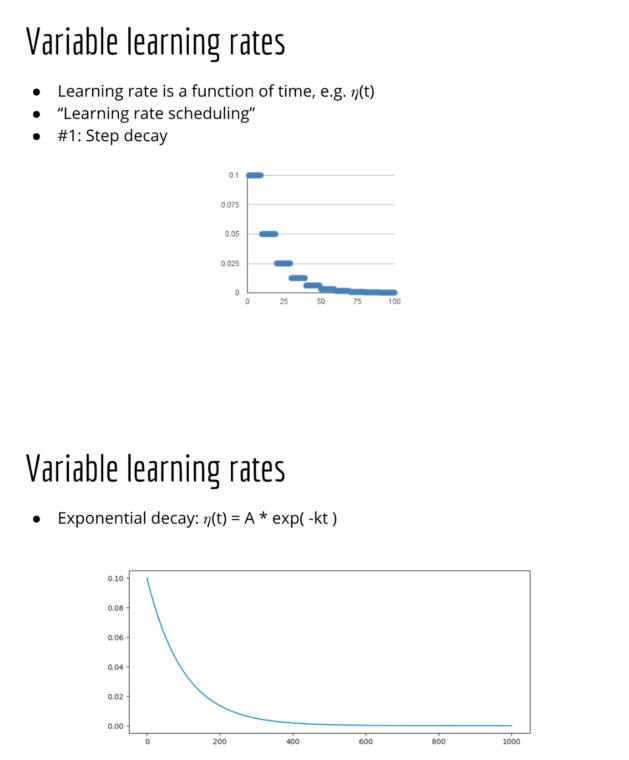 Variable learning rates
● Learning rate is a function of time, e.g. η(t)
● “Learning rate scheduling”
● #1: Step decay
0.1
0.075
0.05
0.025
0
0 25 50 75 100
Variable learning rates
● Exponential decay: η(t) = A * exp( -kt )
0.10
0.08
0.06
0.04
0.02
0.00
0 200 400 600 800 1000